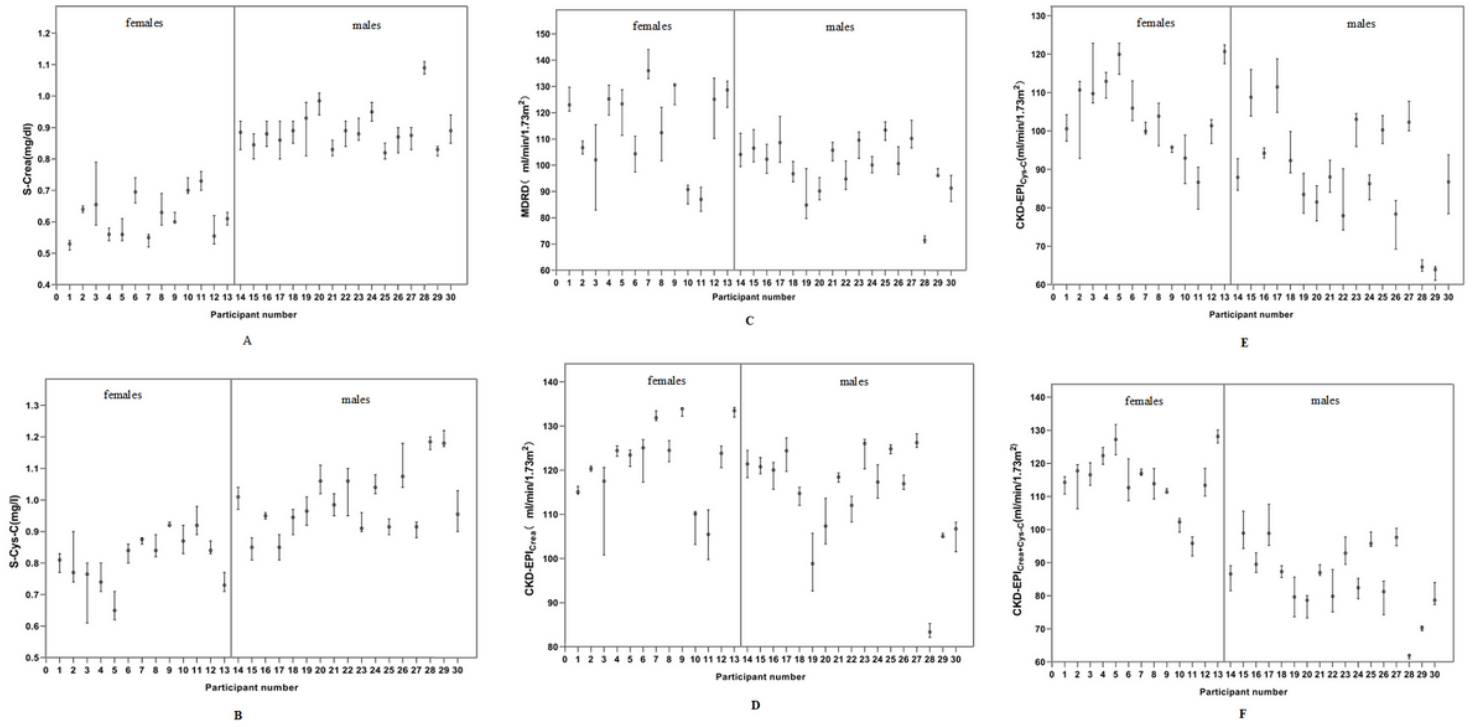 females
males
S-Crea(mg/dl)
1.2
1.1
1.0
0.9
0.8
0.7
0.6
0.5
0.4
0 1 2 3 4 5 6 7 8 9 10 11 12 13 14 15 16 17 18 19 20 21 22 23 24 25 26 27 28 29 30
Participant number
A
females
males
MDRD( ml/min/1.73m²)
150
140
130
120
110
100
90
80
70
60
0 1 2 3 4 5 6 7 8 9 10 11 12 13 14 15 16 17 18 19 20 21 22 23 24 25 26 27 28 29 30
Participant number
C
females
males
CKD-EPICys-C(ml/min/1.73m²)
130
120
110
100
90
80
70
60
0 1 2 3 4 5 6 7 8 9 10 11 12 13 14 15 16 17 18 19 20 21 22 23 24 25 26 27 28 29 30
Participant number
E
females
males
S-Cys-C(mg/l)
1.3
1.2
1.1
1.0
0.9
0.8
0.7
0.6
0.5
0 1 2 3 4 5 6 7 8 9 10 11 12 13 14 15 16 17 18 19 20 21 22 23 24 25 26 27 28 29 30
Participant number
B
females
males
CKD-EPICrea( ml/min/1.73m²)
140
130
120
110
100
90
80
0 1 2 3 4 5 6 7 8 9 10 11 12 13 14 15 16 17 18 19 20 21 22 23 24 25 26 27 28 29 30
Participant number
D
females
males
CKD-EPICrea+Cys-C(ml/min/1.73m²)
140
130
120
110
100
90
80
70
60
0 1 2 3 4 5 6 7 8 9 10 11 12 13 14 15 16 17 18 19 20 21 22 23 24 25 26 27 28 29 30
Participant number
F